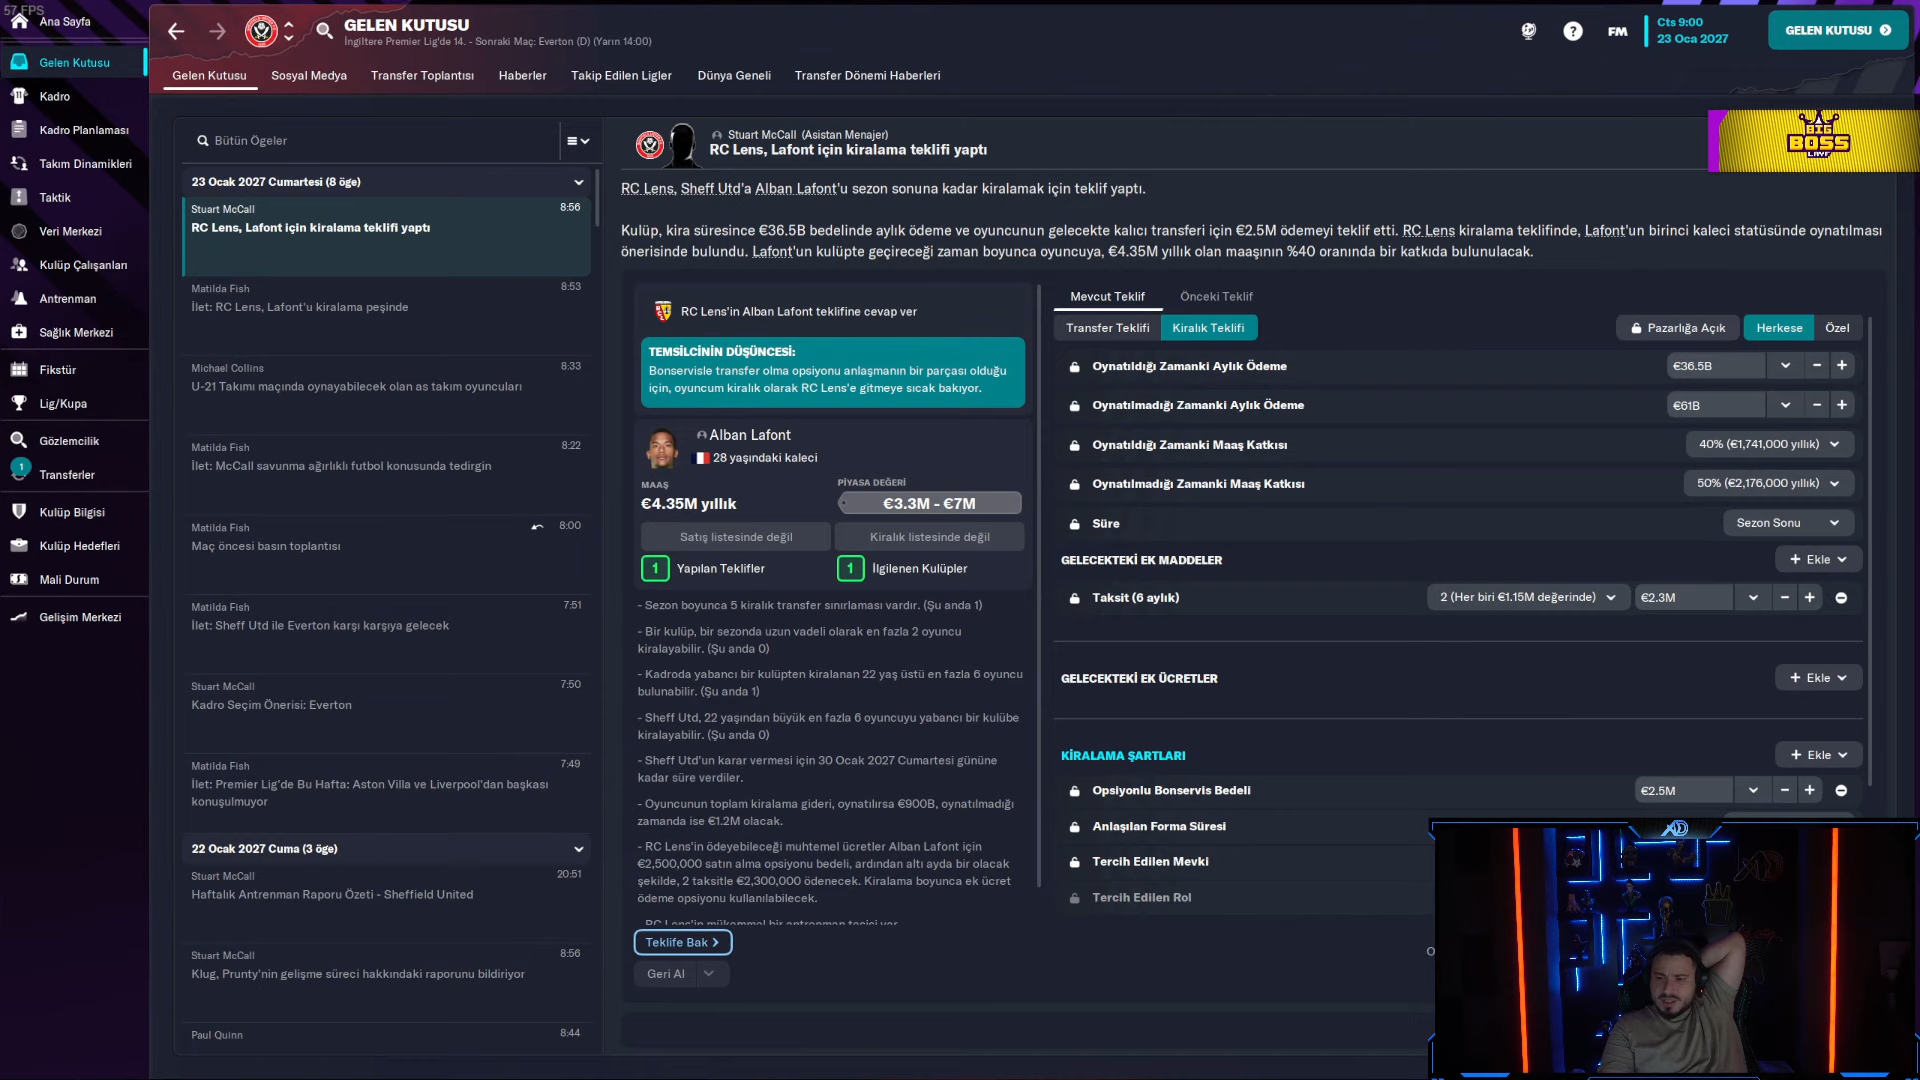 57 FPS
Ana Sayfa
Gelen Kutusu
Kadro
Kadro Planlaması
Takım Dinamikleri
Taktik
Veri Merkezi
Kulüp Çalışanları
Antrenman
Sağlık Merkezi
Fikstür
Lig/Kupa
Gözlemcilik
1
Transferler
Kulüp Bilgisi
Kulüp Hedefleri
Mali Durum
Gelişim Merkezi
GELEN KUTUSU
İngiltere Premier Lig'de 14. - Sonraki Maç: Everton (D) (Yarın 14:00)
FM
Cts 9:00
23 Oca 2027
GELEN KUTUSU
Gelen Kutusu
Sosyal Medya
Transfer Toplantısı
Haberler
Takip Edilen Ligler
Dünya Geneli
Transfer Dönemi Haberleri
BIG
BOSS
LAYF
Bütün Ögeler
23 Ocak 2027 Cumartesi (8 öge)
Stuart McCall 8:56
RC Lens, Lafont için kiralama teklifi yaptı
Matilda Fish 8:53
İlet: RC Lens, Lafont'u kiralama peşinde
Michael Collins 8:33
U-21 Takımı maçında oynayabilecek olan as takım oyuncuları
Matilda Fish 8:22
İlet: McCall savunma ağırlıklı futbol konusunda tedirgin
Matilda Fish 8:00
Maç öncesi basın toplantısı
Matilda Fish 7:51
İlet: Sheff Utd ile Everton karşı karşıya gelecek
Stuart McCall 7:50
Kadro Seçim Önerisi: Everton
Matilda Fish 7:49
İlet: Premier Lig'de Bu Hafta: Aston Villa ve Liverpool'dan başkası
konuşulmuyor
22 Ocak 2027 Cuma (3 öge)
Stuart McCall 20:51
Haftalık Antrenman Raporu Özeti - Sheffield United
Stuart McCall 8:56
Klug, Prunty'nin gelişme süreci hakkındaki raporunu bildiriyor
Paul Quinn 8:44
Stuart McCall (Asistan Menajer)
RC Lens, Lafont için kiralama teklifi yaptı
RC Lens, Sheff Utd'a Alban Lafont'u sezon sonuna kadar kiralamak için teklif yaptı.
Kulüp, kira süresince €36.5B bedelinde aylık ödeme ve oyuncunun gelecekte kalıcı transferi için €2.5M ödemeyi teklif etti. RC Lens kiralama teklifinde, Lafont'un birinci kaleci statüsünde oynatılması
önerisinde bulundu. Lafont'un kulüpte geçireceği zaman boyunca oyuncuya, €4.35M yıllık olan maaşının %40 oranında bir katkıda bulunulacak.
RC Lens'in Alban Lafont teklifine cevap ver
TEMSİLCİNİN DÜŞÜNCESİ:
Bonservisle transfer olma opsiyonu anlaşmanın bir parçası olduğu
için, oyuncum kiralık olarak RC Lens'e gitmeye sıcak bakıyor.
Alban Lafont
28 yaşındaki kaleci
MAAŞ
€4.35M yıllık
PİYASA DEĞERİ
€3.3M - €7M
Satış listesinde değil
Kiralık listesinde değil
1 Yapılan Teklifler
1 İlgilenen Kulüpler
- Sezon boyunca 5 kiralık transfer sınırlaması vardır. (Şu anda 1)
- Bir kulüp, bir sezonda uzun vadeli olarak en fazla 2 oyuncu
kiralayabilir. (Şu anda 0)
- Kadroda yabancı bir kulüpten kiralanan 22 yaş üstü en fazla 6 oyuncu
bulunabilir. (Şu anda 1)
- Sheff Utd, 22 yaşından büyük en fazla 6 oyuncuyu yabancı bir kulübe
kiralayabilir. (Şu anda 0)
- Sheff Utd'un karar vermesi için 30 Ocak 2027 Cumartesi gününe
kadar süre verdiler.
- Oyuncunun toplam kiralama gideri, oynatılırsa €900B, oynatılmadığı
zamanda ise €1.2M olacak.
- RC Lens'in ödeyebileceği muhtemel ücretler Alban Lafont için
€2,500,000 satın alma opsiyonu bedeli, ardından altı ayda bir olacak
şekilde, 2 taksitle €2,300,000 ödenecek. Kiralama boyunca ek ücret
ödeme opsiyonu kullanılabilecek.
- RC Lens'in mükemmel bir antrenman tesisi var.
Teklife Bak
Geri Al
Mevcut Teklif
Önceki Teklif
Transfer Teklifi
Kiralık Teklifi
Pazarlığa Açık
Herkese
Özel
Oynatıldığı Zamanki Aylık Ödeme €36.5B
Oynatılmadığı Zamanki Aylık Ödeme €61B
Oynatıldığı Zamanki Maaş Katkısı 40% (€1,741,000 yıllık)
Oynatılmadığı Zamanki Maaş Katkısı 50% (€2,176,000 yıllık)
Süre Sezon Sonu
GELECEKTEKİ EK MADDELER Ekle
Taksit (6 aylık) 2 (Her biri €1.15M değerinde) €2.3M
GELECEKTEKİ EK ÜCRETLER Ekle
KİRALAMA ŞARTLARI Ekle
Opsiyonlu Bonservis Bedeli €2.5M
Anlaşılan Forma Süresi
Tercih Edilen Mevki
Tercih Edilen Rol